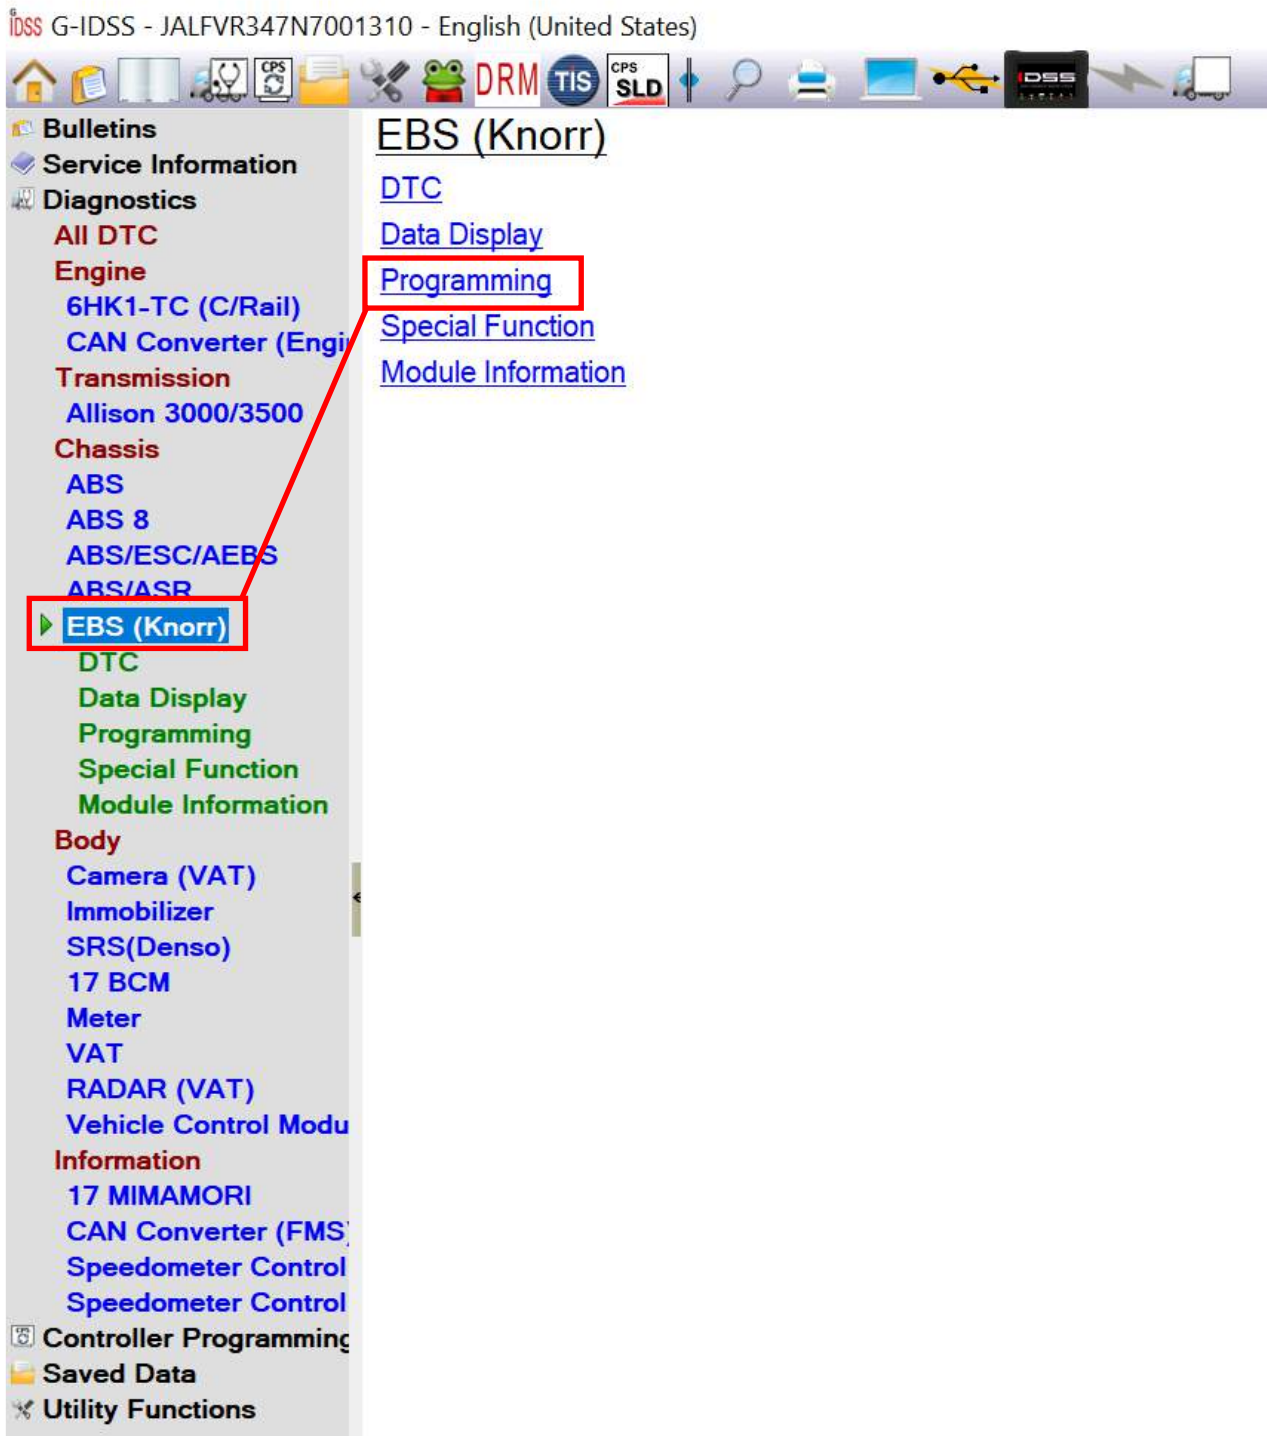 G IDSS G-IDSS - JALFVR347N7001310 - English (United States)
CPS DRM TIS CPS SLD IDSS
Bulletins
Service Information
Diagnostics
All DTC
Engine
6HK1-TC (C/Rail)
CAN Converter (Engi
Transmission
Allison 3000/3500
Chassis
ABS
ABS 8
ABS/ESC/AEBS
ABS/ASR
EBS (Knorr)
DTC
Data Display
Programming
Special Function
Module Information
Body
Camera (VAT)
Immobilizer
SRS(Denso)
17 BCM
Meter
VAT
RADAR (VAT)
Vehicle Control Modu
Information
17 MIMAMORI
CAN Converter (FMS)
Speedometer Control
Speedometer Control
Controller Programming
Saved Data
Utility Functions
EBS (Knorr)
DTC
Data Display
Programming
Special Function
Module Information